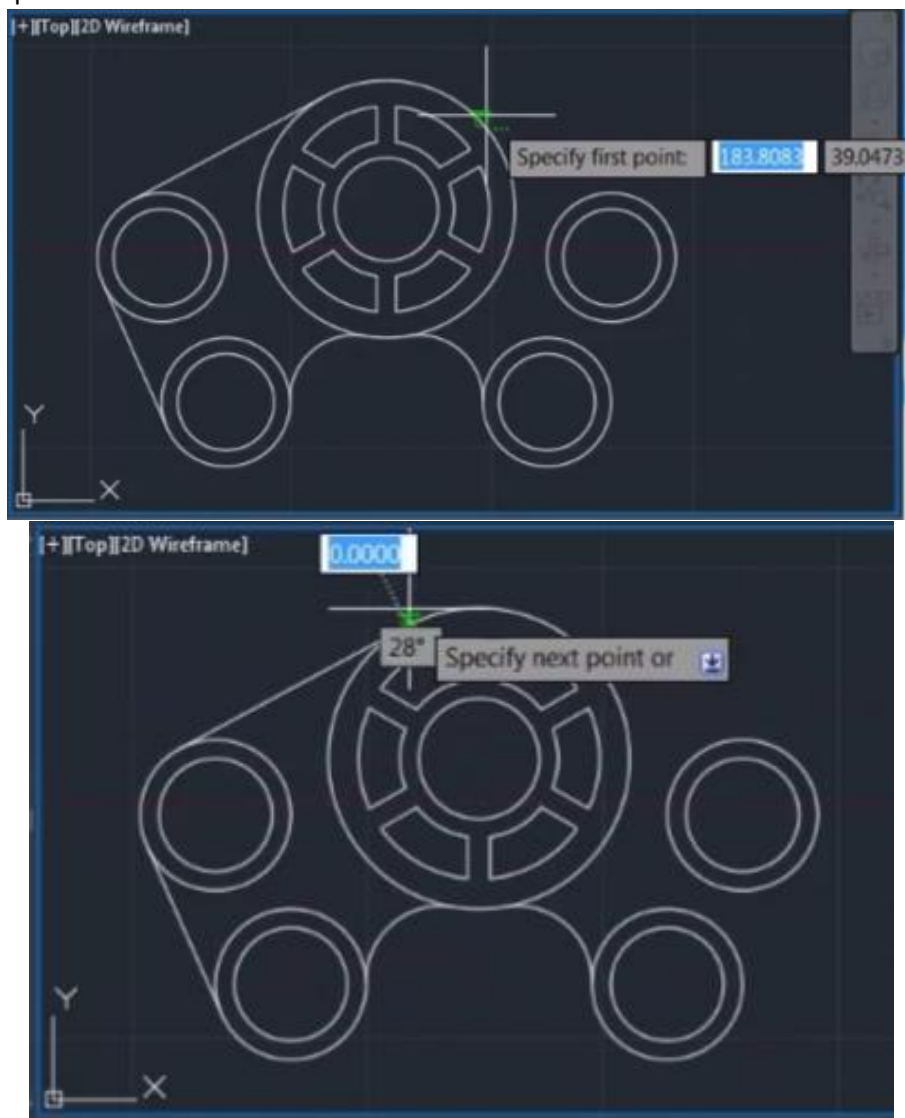 [+][Top][2D Wireframe]
Specify first point: 183.8083 39.0473
Y
X
[+][Top][2D Wireframe]
0.0000
28°
Specify next point or
Y
X